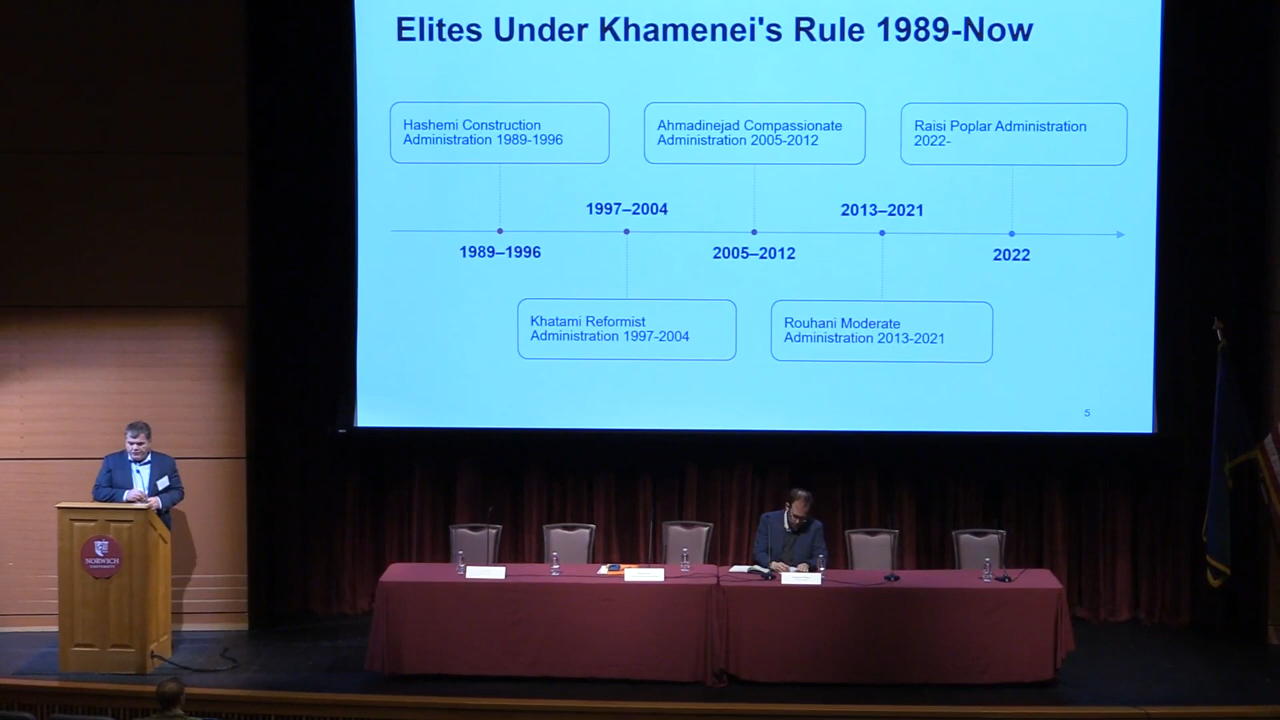 Elites Under Khamenei's Rule 1989-Now
Hashemi Construction
Administration 1989-1996
Ahmadinejad Compassionate
Administration 2005-2012
Raisi Poplar Administration
2022-
1997–2004
2013–2021
1989–1996
2005–2012
2022
Khatami Reformist
Administration 1997-2004
Rouhani Moderate
Administration 2013-2021
5
NORWICH
UNIVERSITY